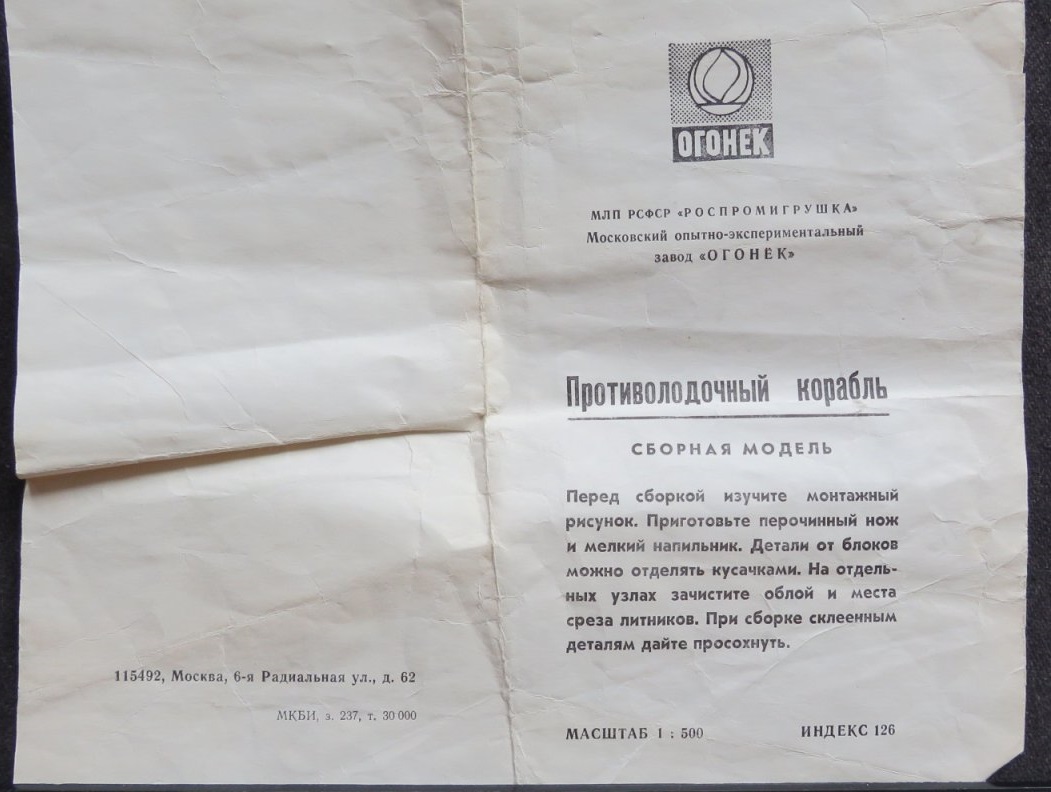 ОГОНЕК
МЛП РСФСР «РОСПРОМИГРУШКА»
Московский опытно-экспериментальный
завод «ОГОНЁК»
Противолодочный корабль
СБОРНАЯ МОДЕЛЬ
Перед сборкой изучите монтажный
рисунок. Приготовьте перочинный нож
и мелкий напильник. Детали от блоков
можно отделять кусачками. На отдель-
ных узлах зачистите облой и места
среза литников. При сборке склеенным
деталям дайте просохнуть.
МАСШТАБ 1 : 500 ИНДЕКС 126
115492, Москва, 6-я Радиальная ул., д. 62
МКБИ, з. 237, т. 30 000